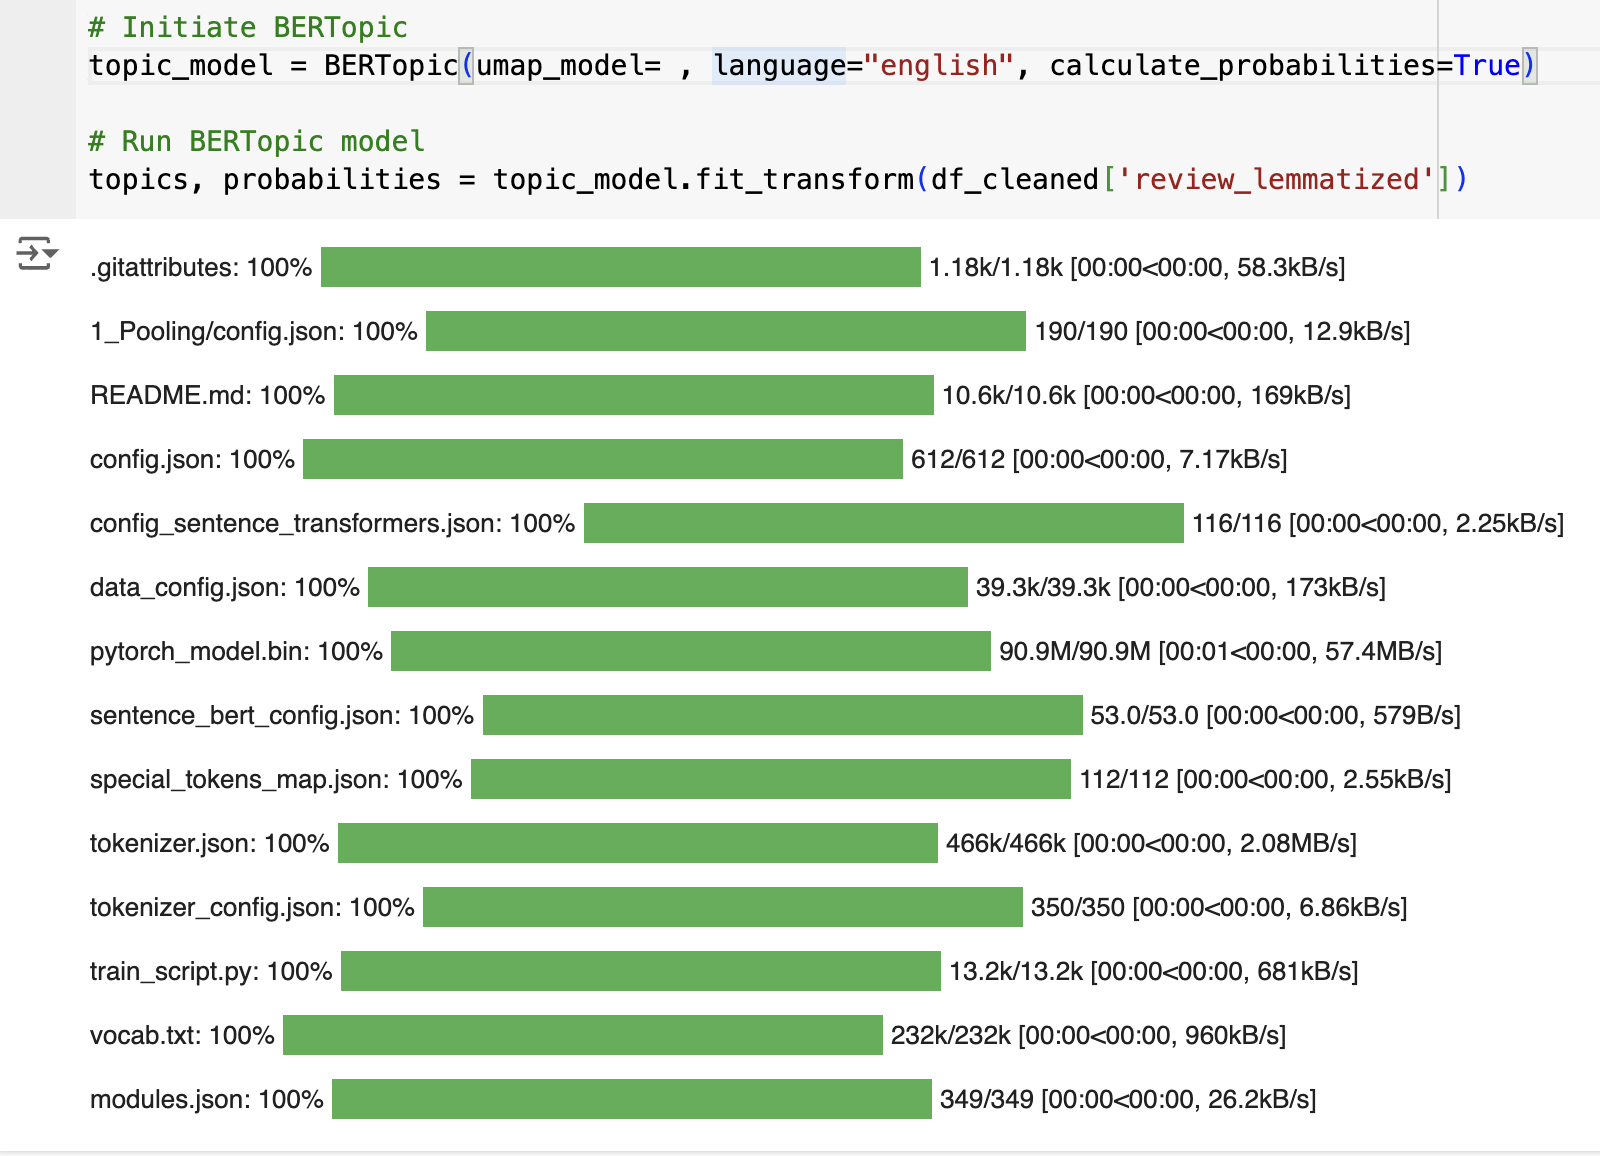 # Initiate BERTopic
topic_model = BERTopic(umap_model= , language="english", calculate_probabilities=True)
# Run BERTopic model
topics, probabilities = topic_model.fit_transform(df_cleaned['review_lemmatized'])
.gitattributes: 100% 1.18k/1.18k [00:00<00:00, 58.3kB/s]
1_Pooling/config.json: 100% 190/190 [00:00<00:00, 12.9kB/s]
README.md: 100% 10.6k/10.6k [00:00<00:00, 169kB/s]
config.json: 100% 612/612 [00:00<00:00, 7.17kB/s]
config_sentence_transformers.json: 100% 116/116 [00:00<00:00, 2.25kB/s]
data_config.json: 100% 39.3k/39.3k [00:00<00:00, 173kB/s]
pytorch_model.bin: 100% 90.9M/90.9M [00:01<00:00, 57.4MB/s]
sentence_bert_config.json: 100% 53.0/53.0 [00:00<00:00, 579B/s]
special_tokens_map.json: 100% 112/112 [00:00<00:00, 2.55kB/s]
tokenizer.json: 100% 466k/466k [00:00<00:00, 2.08MB/s]
tokenizer_config.json: 100% 350/350 [00:00<00:00, 6.86kB/s]
train_script.py: 100% 13.2k/13.2k [00:00<00:00, 681kB/s]
vocab.txt: 100% 232k/232k [00:00<00:00, 960kB/s]
modules.json: 100% 349/349 [00:00<00:00, 26.2kB/s]